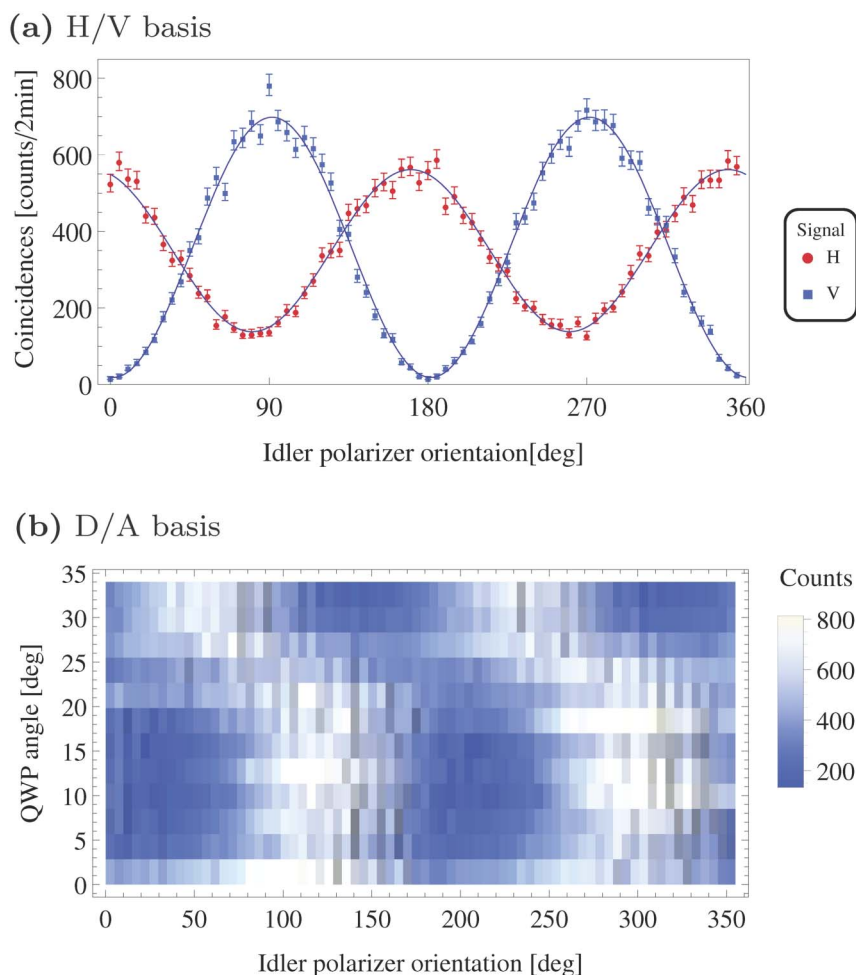 (a) H/V basis
Coincidences [counts/2min]
800
600
400
200
0
0 90 180 270 360
Idler polarizer orientaion[deg]
Signal
H
V
(b) D/A basis
QWP angle [deg]
35
30
25
20
15
10
5
0
0 50 100 150 200 250 300 350
Idler polarizer orientation [deg]
Counts
800
600
400
200